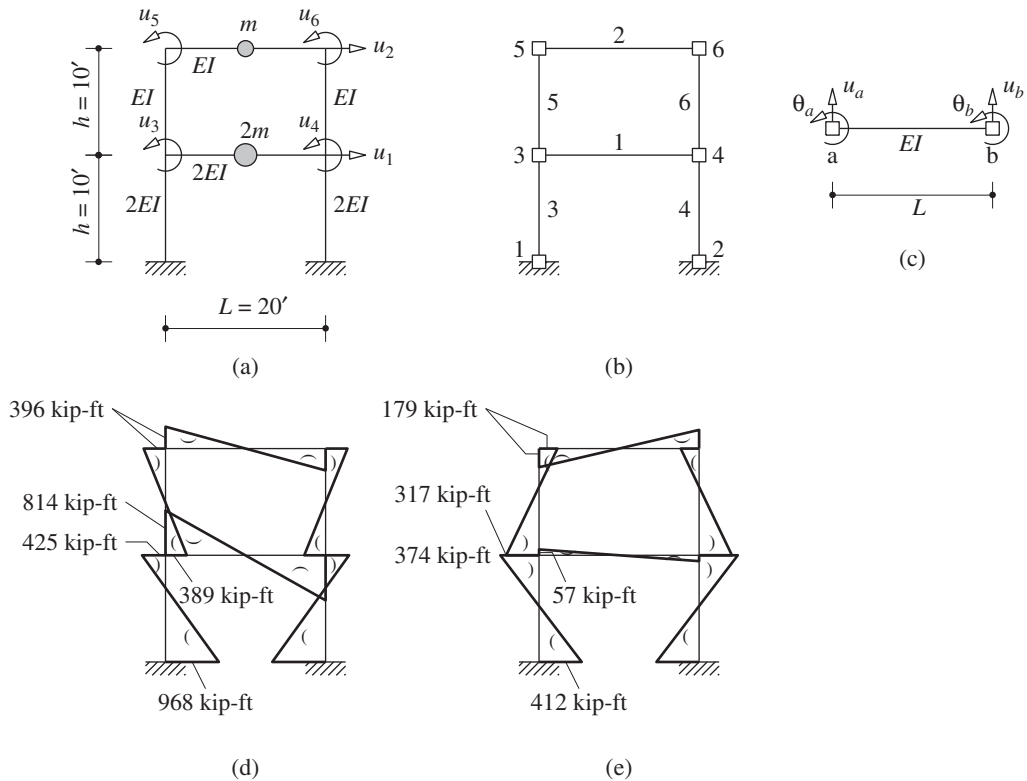 u5
m
u6
u2
EI
EI
EI
h = 10′
u3
2m
u4
u1
2EI
2EI
2EI
h = 10′
L = 20′
(a)
5
2
6
5
6
3
1
4
3
4
1
2
(b)
ua
θa
ub
θb
a
EI
b
L
(c)
396 kip-ft
814 kip-ft
425 kip-ft
389 kip-ft
968 kip-ft
(d)
179 kip-ft
317 kip-ft
374 kip-ft
57 kip-ft
412 kip-ft
(e)